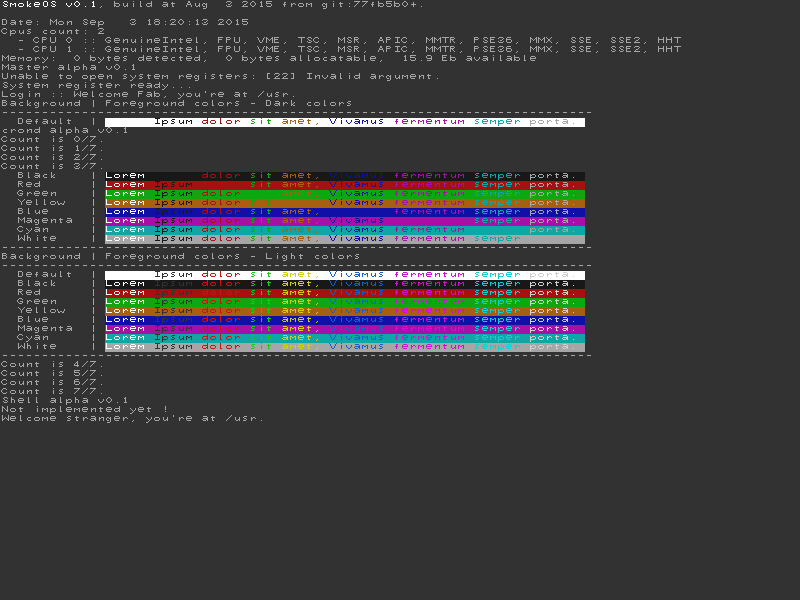 SmokeOS v0.1, build at Aug  3 2015 from git:77fb5b0+.
Date: Mon Sep   3 18:20:13 2015
Cpus count: 2
  - CPU 0 :: GenuineIntel, FPU, VME, TSC, MSR, APIC, MMTR, PSE36, MMX, SSE, SSE2, HHT
  - CPU 1 :: GenuineIntel, FPU, VME, TSC, MSR, APIC, MMTR, PSE36, MMX, SSE, SSE2, HHT
Memory:  0 bytes detected,  0 bytes allocatable,  15.9 Eb available
Master alpha v0.1
Unable to open system registers: [22] Invalid argument.
System register ready...
Login :: Welcome Fab, you're at /usr.
Background | Foreground colors - Dark colors
---------------------------------------------------------------------------
  Default  | Ipsum dolor sit amet, Vivamus fermentum semper porta.
crond alpha v0.1
Count is 0/7.
Count is 1/7.
Count is 2/7.
Count is 3/7.
  Black    | Lorem dolor sit amet, Vivamus fermentum semper porta.
  Red      | Lorem Ipsum sit amet, Vivamus fermentum semper porta.
  Green    | Lorem Ipsum dolor amet, Vivamus fermentum semper porta.
  Yellow   | Lorem Ipsum dolor sit Vivamus fermentum semper porta.
  Blue     | Lorem Ipsum dolor sit amet, fermentum semper porta.
  Magenta  | Lorem Ipsum dolor sit amet, Vivamus semper porta.
  Cyan     | Lorem Ipsum dolor sit amet, Vivamus fermentum porta.
  White    | Lorem Ipsum dolor sit amet, Vivamus fermentum semper
---------------------------------------------------------------------------
Background | Foreground colors - Light colors
---------------------------------------------------------------------------
  Default  | Ipsum dolor sit amet, Vivamus fermentum semper porta.
  Black    | Lorem Ipsum dolor sit amet, Vivamus fermentum semper porta.
  Red      | Lorem Ipsum dolor sit amet, Vivamus fermentum semper porta.
  Green    | Lorem Ipsum dolor sit amet, Vivamus fermentum semper porta.
  Yellow   | Lorem Ipsum dolor sit amet, Vivamus fermentum semper porta.
  Blue     | Lorem Ipsum dolor sit amet, Vivamus fermentum semper porta.
  Magenta  | Lorem Ipsum dolor sit amet, Vivamus fermentum semper porta.
  Cyan     | Lorem Ipsum dolor sit amet, Vivamus fermentum semper porta.
  White    | Lorem Ipsum dolor sit amet, Vivamus fermentum semper porta.
---------------------------------------------------------------------------
Count is 4/7.
Count is 5/7.
Count is 6/7.
Count is 7/7.
Shell alpha v0.1
Not implemented yet !
Welcome stranger, you're at /usr.